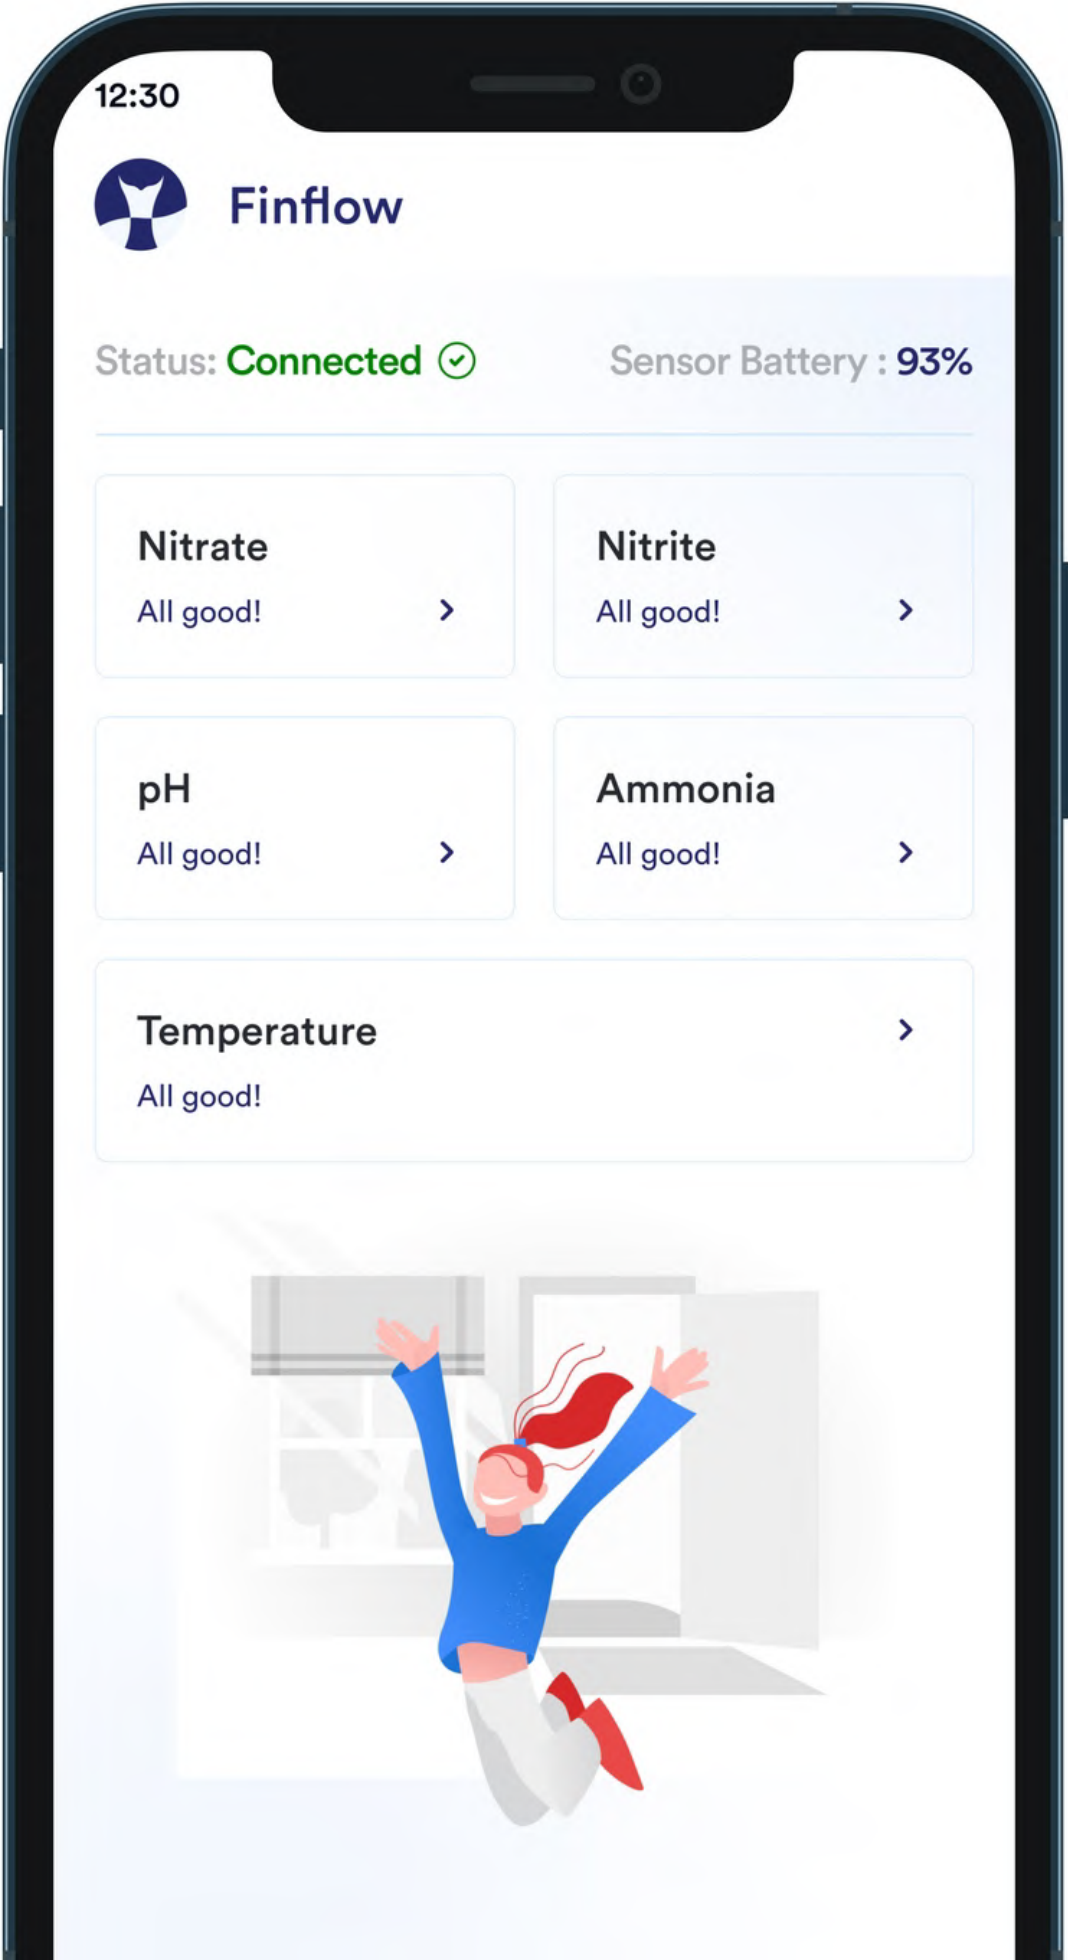 12:30
Finflow
Status: Connected
Sensor Battery : 93%
Nitrate
All good!
Nitrite
All good!
pH
All good!
Ammonia
All good!
Temperature
All good!